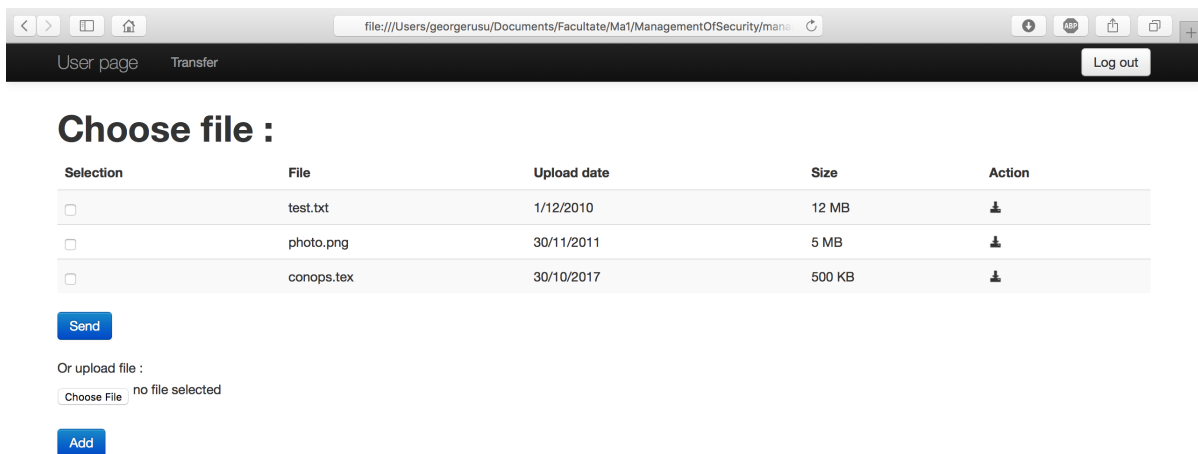 file:///Users/georgerusu/Documents/Facultate/Ma1/ManagementOfSecurity/mana
ABP
User page Transfer Log out
Choose file :
Selection File Upload date Size Action
test.txt 1/12/2010 12 MB
photo.png 30/11/2011 5 MB
conops.tex 30/10/2017 500 KB
Send
Or upload file :
Choose File no file selected
Add